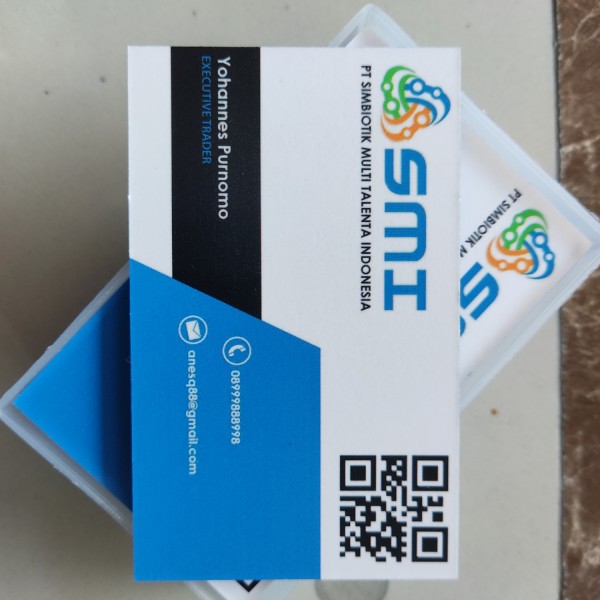 SMI
PT SIMBIOTIK MULTI TALENTA INDONESIA
Yohannes Purnomo
EXECUTIVE TRADER
08999888998
anesq88@gmail.com
PT SIMBIOTIK M
S